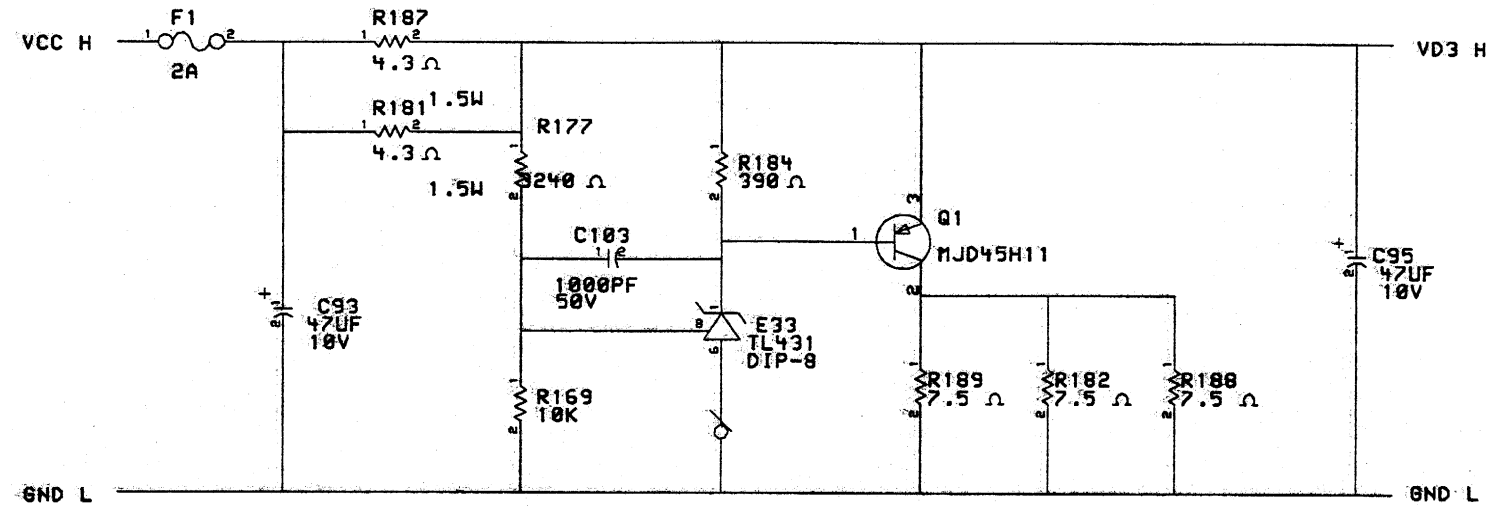 F1
R187
VCC H
1
2
1
2
VD3 H
2A
4.3 Ω
1.5W
R181
1
2
R177
4.3 Ω
1
1.5W
3240 Ω
2
1
R184
390 Ω
2
3
Q1
C103
1
2
1
MJD45H11
1000PF
50V
+
1
C95
2
47UF
10V
2
+
1
C93
2
47UF
10V
1
8
E33
TL431
DIP-8
6
1
R169
10K
2
1
R189
7.5 Ω
2
1
R182
7.5 Ω
2
1
R188
7.5 Ω
2
GND L
GND L